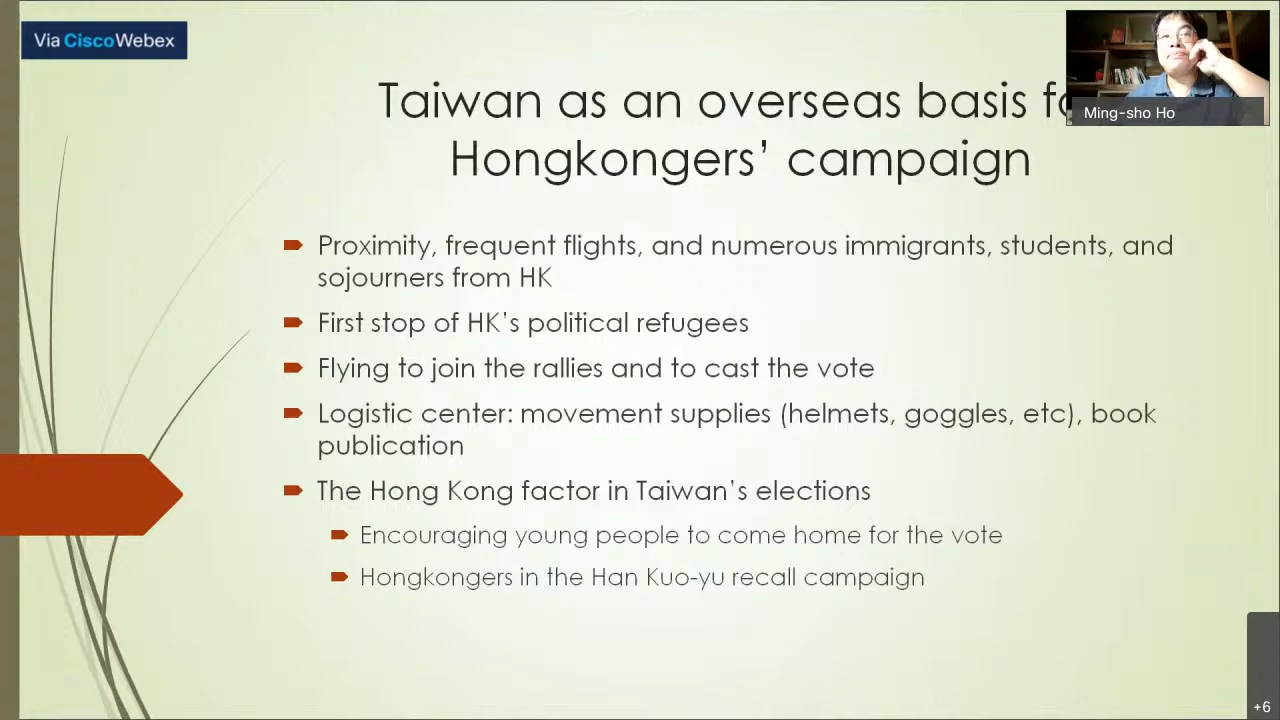 Via CiscoWebex
Ming-sho Ho
Taiwan as an overseas basis
Hongkongers’ campaign
Proximity, frequent flights, and numerous immigrants, students, and
sojourners from HK
First stop of HK’s political refugees
Flying to join the rallies and to cast the vote
Logistic center: movement supplies (helmets, goggles, etc), book
publication
The Hong Kong factor in Taiwan’s elections
Encouraging young people to come home for the vote
Hongkongers in the Han Kuo-yu recall campaign
+6